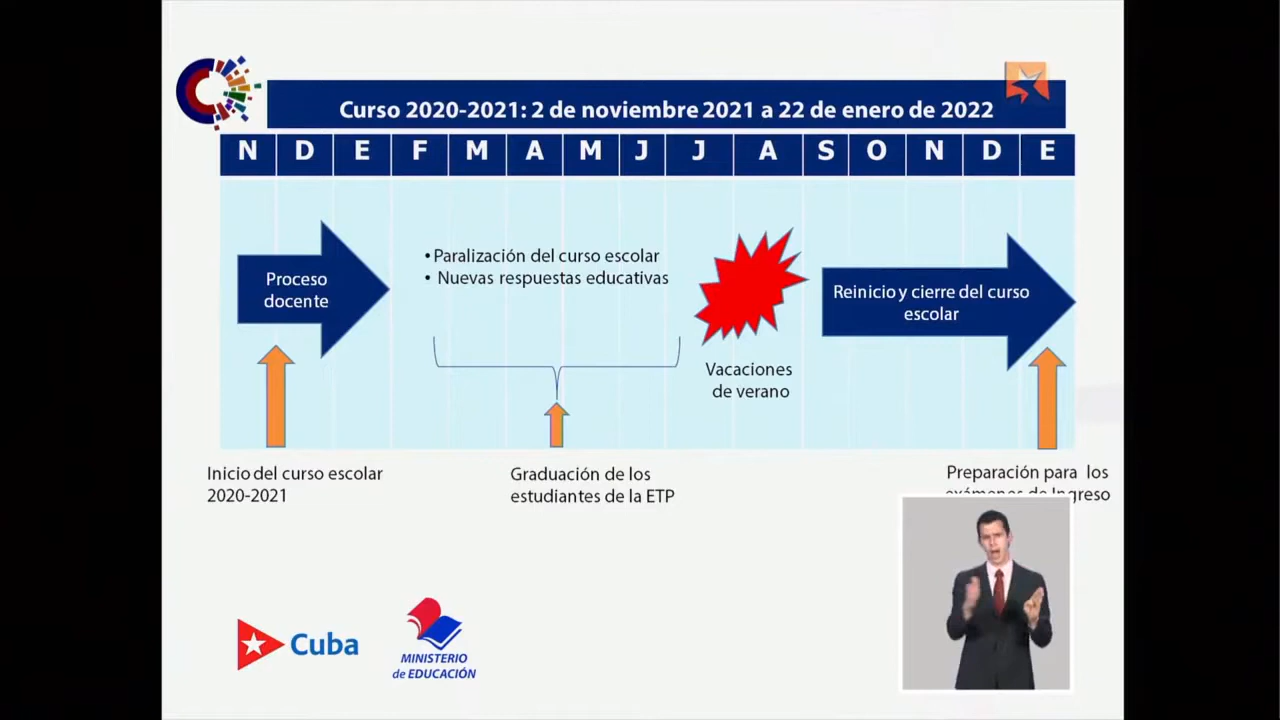 Curso 2020-2021: 2 de noviembre 2021 a 22 de enero de 2022
N D E F M A M J J A S O N D E
Proceso
docente
• Paralización del curso escolar
• Nuevas respuestas educativas
Reinicio y cierre del curso
escolar
Vacaciones
de verano
Inicio del curso escolar
2020-2021
Graduación de los
estudiantes de la ETP
Preparación para los
exámenes de Ingreso
Cuba
MINISTERIO
de EDUCACIÓN